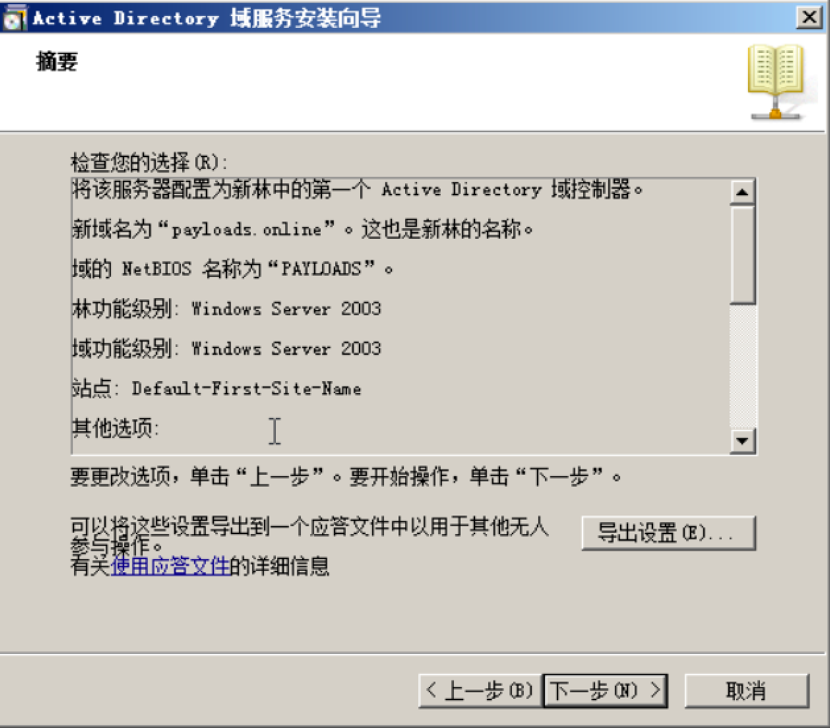 Active Directory 域服务安装向导
摘要
检查您的选择(R):
将该服务器配置为新林中的第一个 Active Directory 域控制器。
新域名为“payloads.online”。这也是新林的名称。
域的 NetBIOS 名称为“PAYLOADS”。
林功能级别: Windows Server 2003
域功能级别: Windows Server 2003
站点: Default-First-Site-Name
其他选项:
要更改选项，单击“上一步”。要开始操作，单击“下一步”。
可以将这些设置导出到一个应答文件中以用于其他无人
参与操作。
导出设置(E)...
有关使用应答文件的详细信息
< 上一步(B) 下一步(N) > 取消